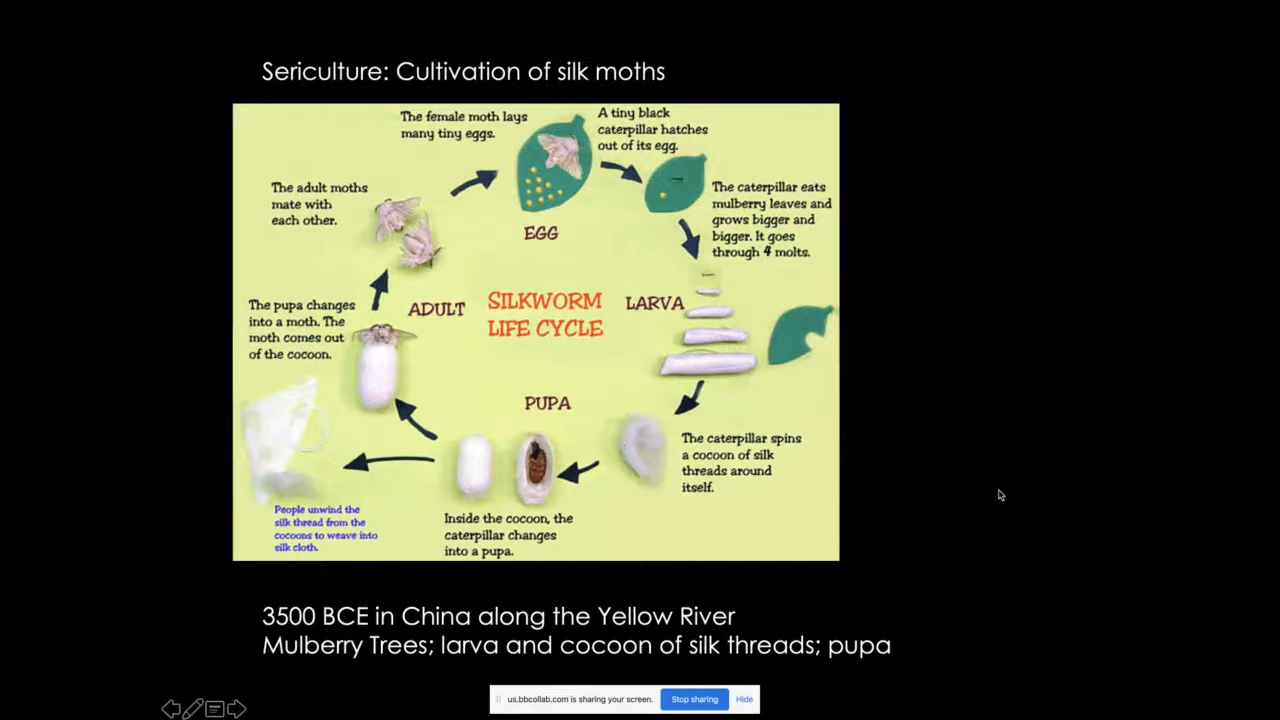 Sericulture: Cultivation of silk moths
The female moth lays
many tiny eggs.
A tiny black
caterpillar hatches
out of its egg.
The caterpillar eats
mulberry leaves and
grows bigger and
bigger. It goes
through 4 molts.
The adult moths
mate with
each other.
EGG
The pupa changes
into a moth. The
moth comes out
of the cocoon.
ADULT
SILKWORM
LIFE CYCLE
LARVA
PUPA
The caterpillar spins
a cocoon of silk
threads around
itself.
People unwind the
silk thread from the
cocoons to weave into
silk cloth.
Inside the cocoon, the
caterpillar changes
into a pupa.
3500 BCE in China along the Yellow River
Mulberry Trees; larva and cocoon of silk threads; pupa
us.bbcollab.com is sharing your screen.
Stop sharing
Hide